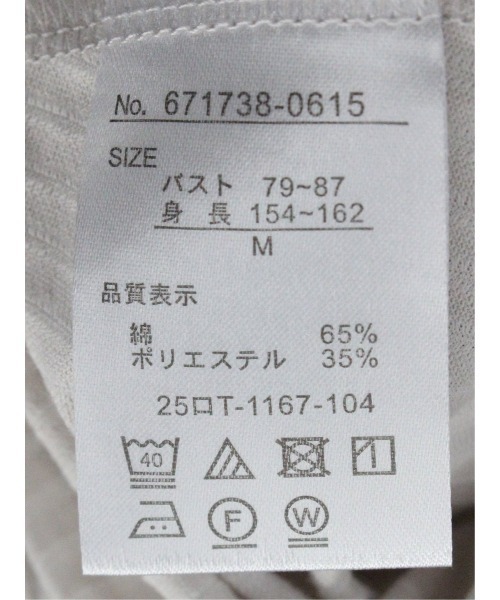 No. 671738-0615
SIZE
バスト 79~87
身長 154~162
M
品質表示
綿 65%
ポリエステル 35%
25ロT-1167-104
40
F W